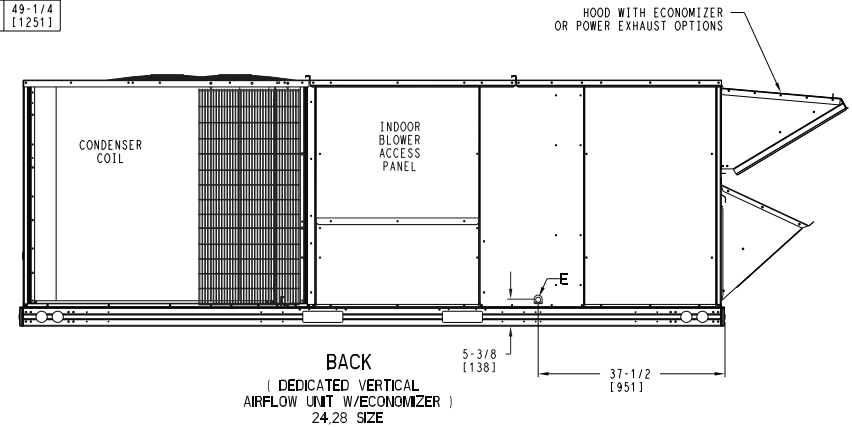 49-1/4
[1251]
HOOD WITH ECONOMIZER
OR POWER EXHAUST OPTIONS
CONDENSER
COIL
INDOOR
BLOWER
ACCESS
PANEL
E
5-3/8
[138]
37-1/2
[951]
BACK
( DEDICATED VERTICAL
AIRFLOW UNIT W/ECONOMIZER )
24,28 SIZE